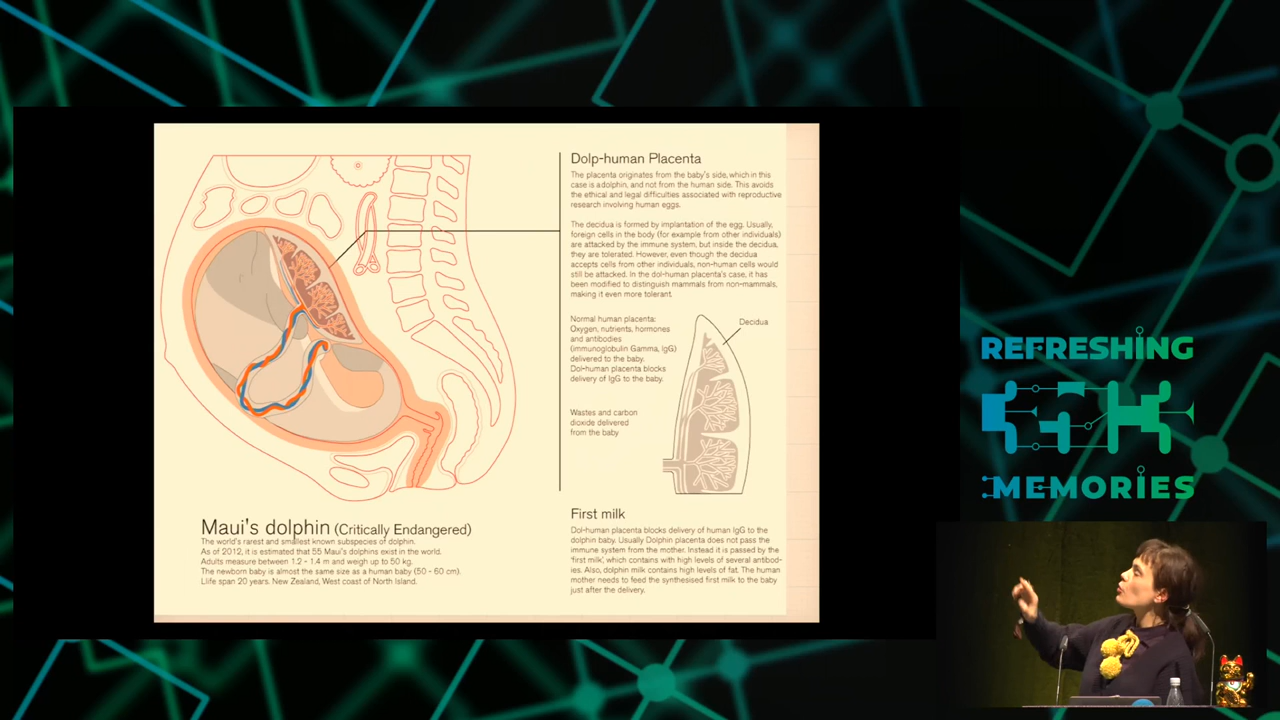 Dolp-human Placenta
The placenta originates from the baby's side, which in this
case is a dolphin, and not from the human side. This avoids
the ethical and legal difficulties associated with reproductive
research involving human eggs.
The decidua is formed by implantation of the egg. Usually,
foreign cells in the body (for example from other individuals)
are attacked by the immune system, but inside the decidua,
they are tolerated. However, even though the decidua
accepts cells from other individuals, non-human cells would
still be attacked. In the dol-human placenta's case, it has
been modified to distinguish mammals from non-mammals,
making it even more tolerant.
Normal human placenta:
Oxygen, nutrients, hormones
and antibodies
(immunoglobulin Gamma, IgG)
delivered to the baby.
Dol-human placenta blocks
delivery of IgG to the baby.
Decidua
Wastes and carbon
dioxide delivered
from the baby
First milk
Dol-human placenta blocks delivery of human IgG to the
dolphin baby. Usually Dolphin placenta does not pass the
immune system from the mother. Instead it is passed by the
'first milk', which contains with high levels of several antibod-
ies. Also, dolphin milk contains high levels of fat. The human
mother needs to feed the synthesised first milk to the baby
just after the delivery.
Maui's dolphin (Critically Endangered)
The world's rarest and smallest known subspecies of dolphin.
As of 2012, it is estimated that 55 Maui's dolphins exist in the world.
Adults measure between 1.2 - 1.4 m and weigh up to 50 kg.
The newborn baby is almost the same size as a human baby (50 - 60 cm).
Llife span 20 years. New Zealand, West coast of North Island.
REFRESHING
MEMORIES